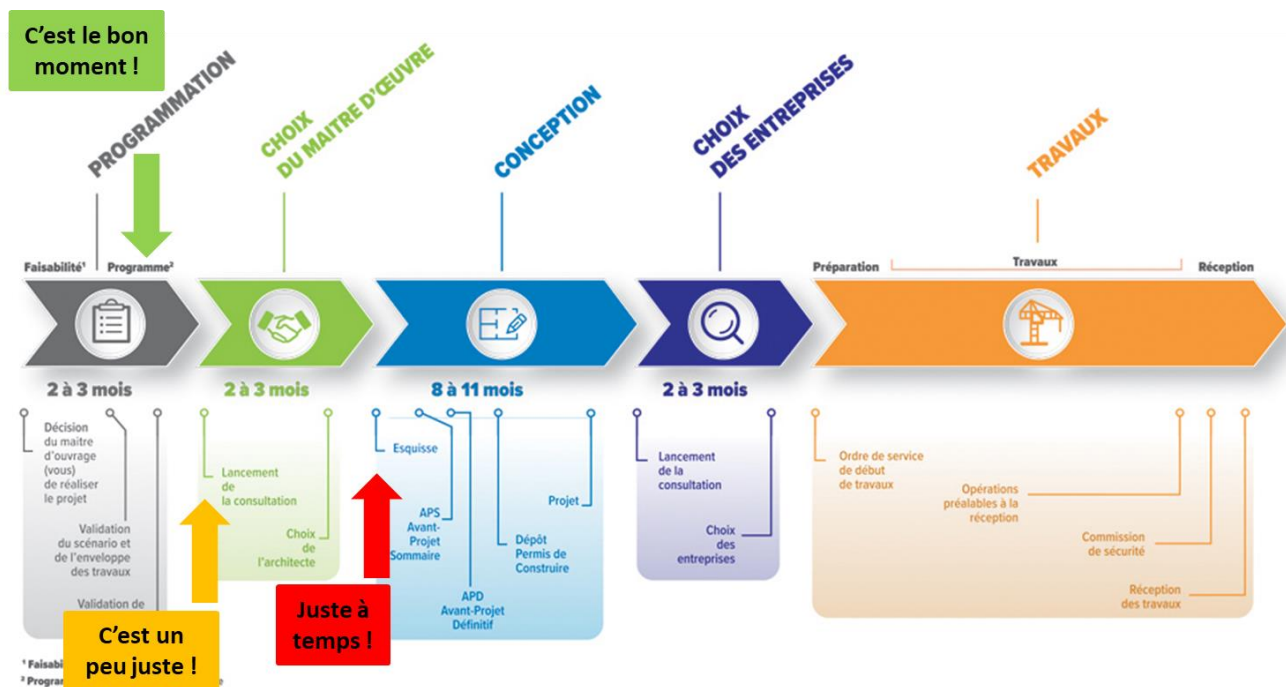 C'est le bon
moment !
PROGRAMMATION
CHOIX
DU MAITRE D'ŒUVRE
CONCEPTION
CHOIX
DES ENTREPRISES
TRAVAUX
Faisabilité¹
Programme²
Préparation
Travaux
Réception
2 à 3 mois
2 à 3 mois
8 à 11 mois
2 à 3 mois
Décision
du maitre
d'ouvrage
(vous)
de réaliser
le projet
Validation
du scénario et
de l'enveloppe
des travaux
Validation de
Lancement
de
la consultation
Choix
de
l'architecte
Esquisse
APS
Avant-
Projet
Sommaire
APD
Avant-Projet
Définitif
Dépôt
Permis de
Construire
Projet
Lancement
de la
consultation
Choix
des
entreprises
Ordre de service
de début
de travaux
Opérations
préalables à la
réception
Commission
de sécurité
Réception
des travaux
C'est un
peu juste !
Juste à
temps !
¹ Faisabi
² Program